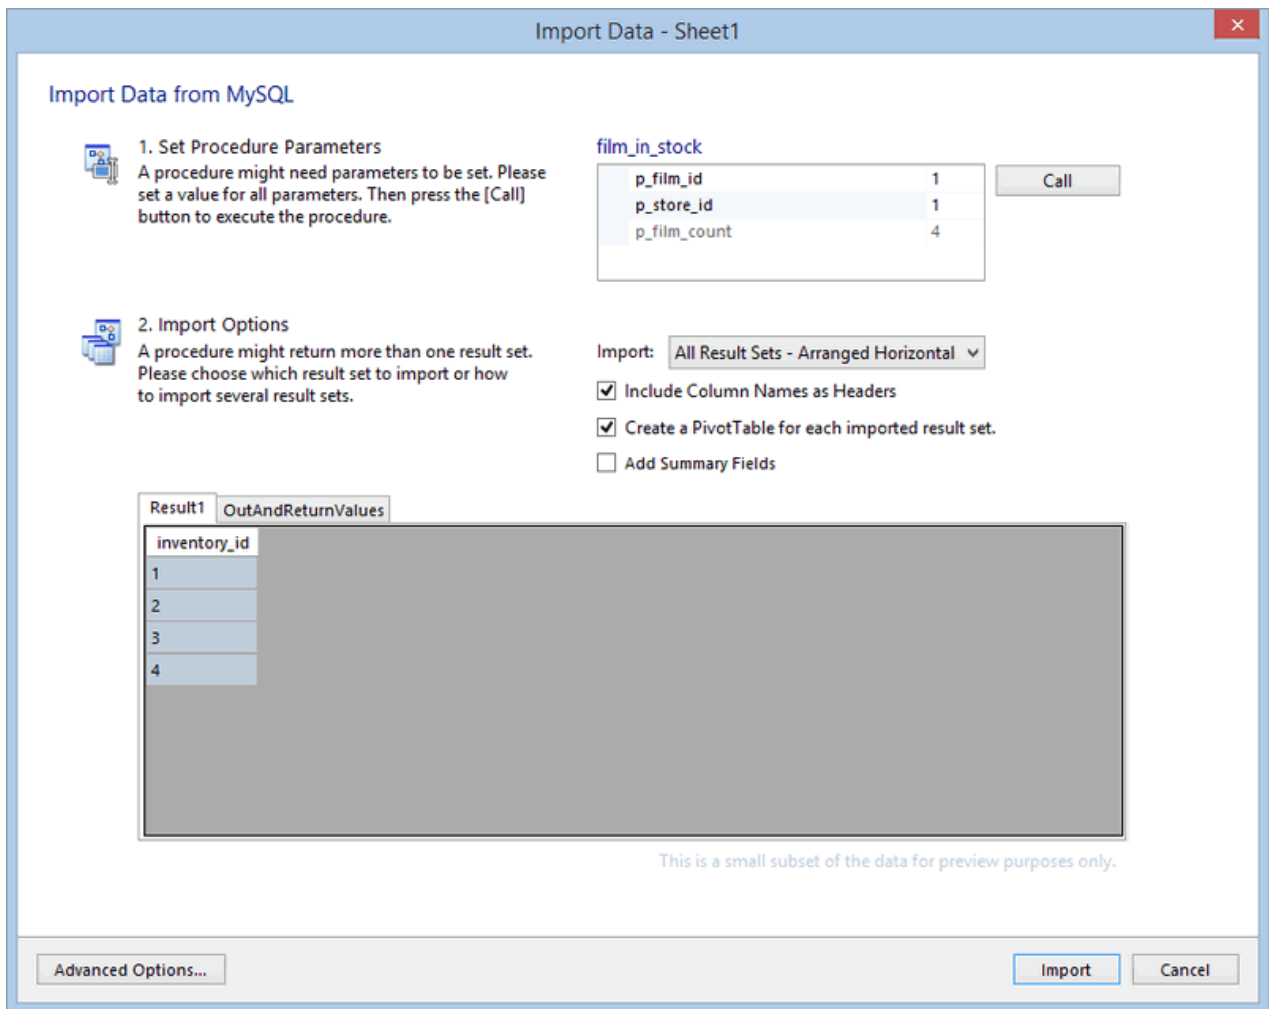 Import Data - Sheet1
Import Data from MySQL
1. Set Procedure Parameters
A procedure might need parameters to be set. Please
set a value for all parameters. Then press the [Call]
button to execute the procedure.
film_in_stock
p_film_id 1
p_store_id 1
p_film_count 4
Call
2. Import Options
A procedure might return more than one result set.
Please choose which result set to import or how
to import several result sets.
Import: All Result Sets - Arranged Horizontal
Include Column Names as Headers
Create a PivotTable for each imported result set.
Add Summary Fields
Result1 OutAndReturnValues
inventory_id
1
2
3
4
This is a small subset of the data for preview purposes only.
Advanced Options... Import Cancel